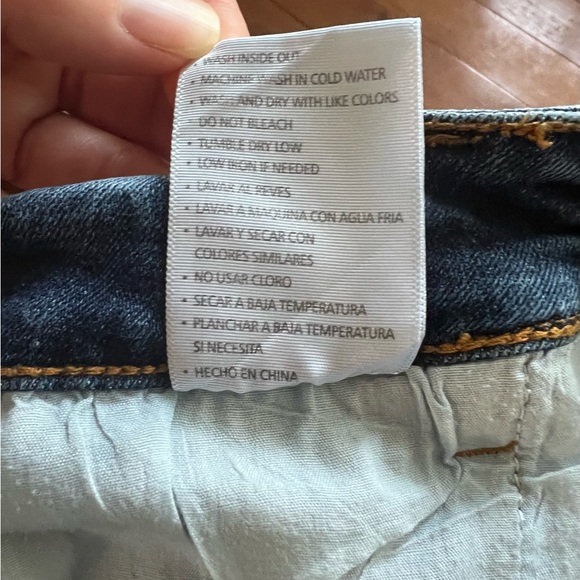 WASH INSIDE OUT
• MACHINE WASH IN COLD WATER
• WASH AND DRY WITH LIKE COLORS
DO NOT BLEACH
• TUMBLE DRY LOW
• LOW IRON IF NEEDED
• LAVAR AL REVES
• LAVAR A MAQUINA CON AGUA FRIA
• LAVAR Y SECAR CON
COLORES SIMILARES
• NO USAR CLORO
• SECAR A BAJA TEMPERATURA
• PLANCHAR A BAJA TEMPERATURA
SI NECESITA
• HECHO EN CHINA